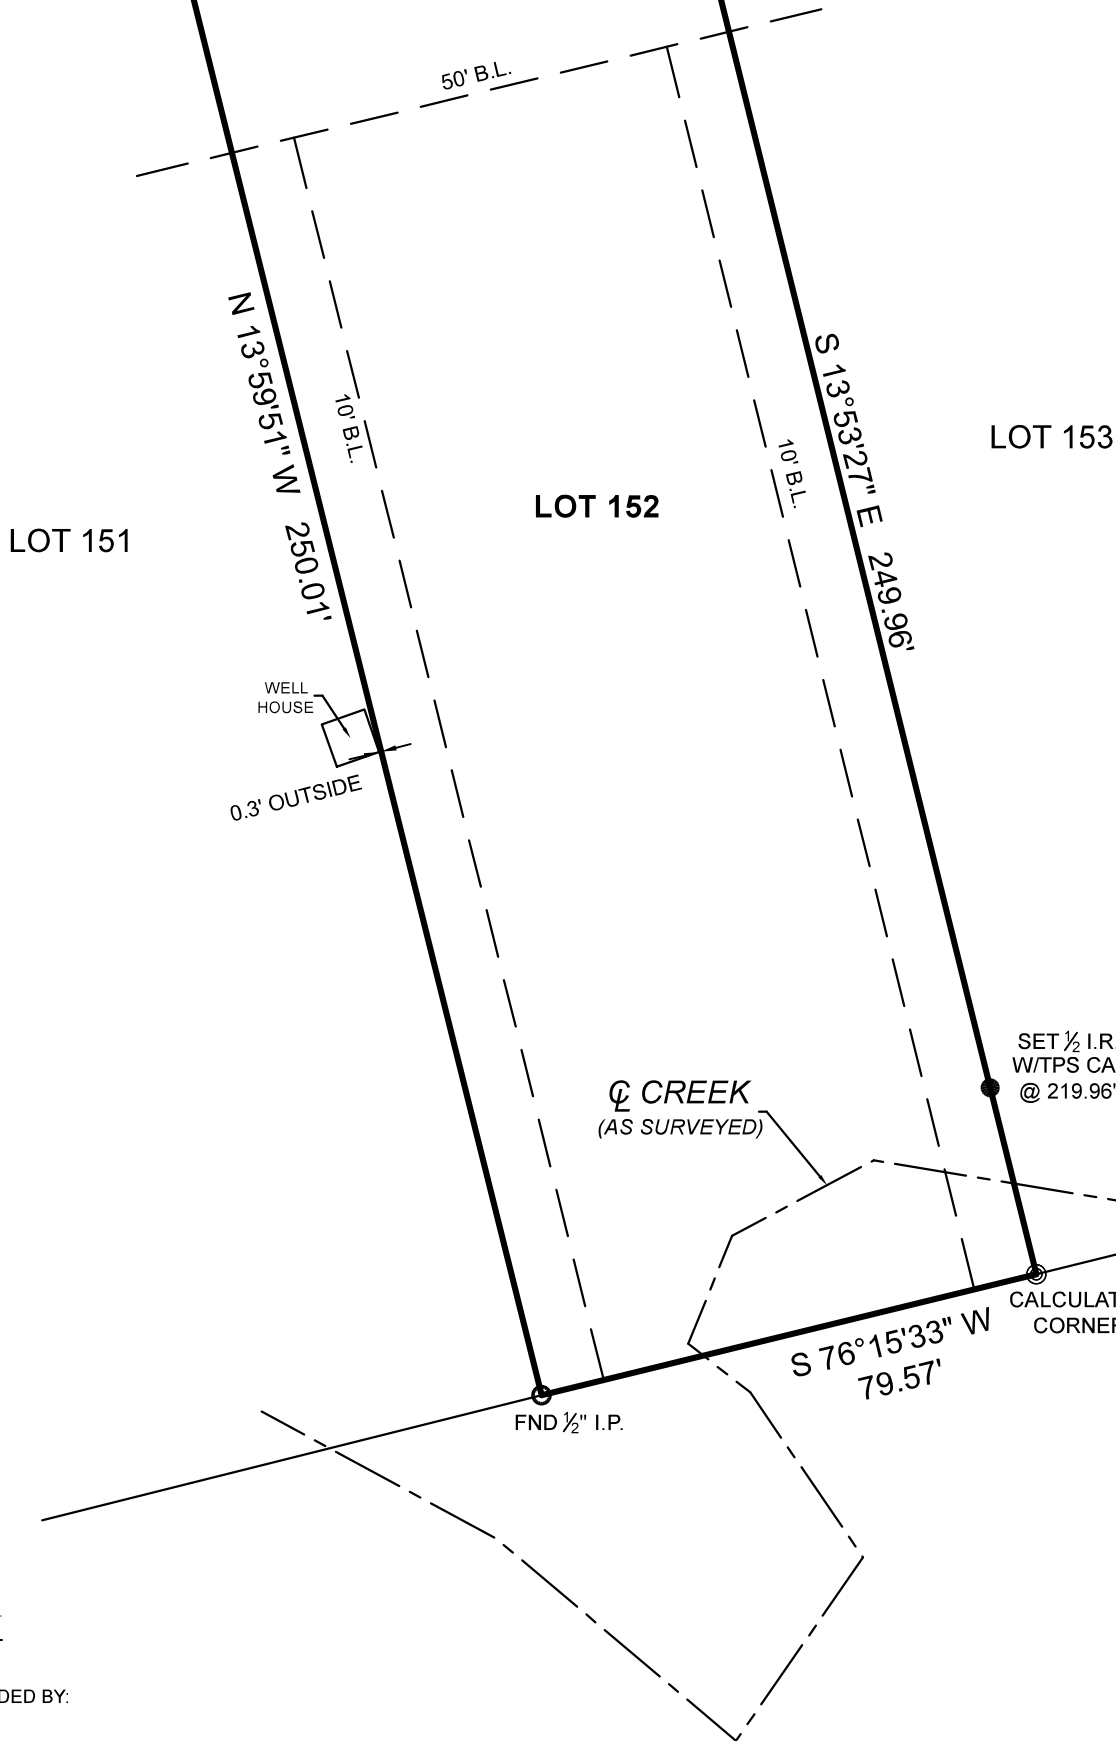 50' B.L.
N 13°59'51" W 250.01'
10' B.L.
S 13°53'27" E 249.96'
10' B.L.
LOT 153
LOT 152
LOT 151
WELL
HOUSE
0.3' OUTSIDE
SET ½ I.R.
W/TPS CA
@ 219.96'
℄ CREEK
(AS SURVEYED)
CALCULAT
CORNER
S 76°15'33" W
79.57'
FND ½" I.P.
DED BY: